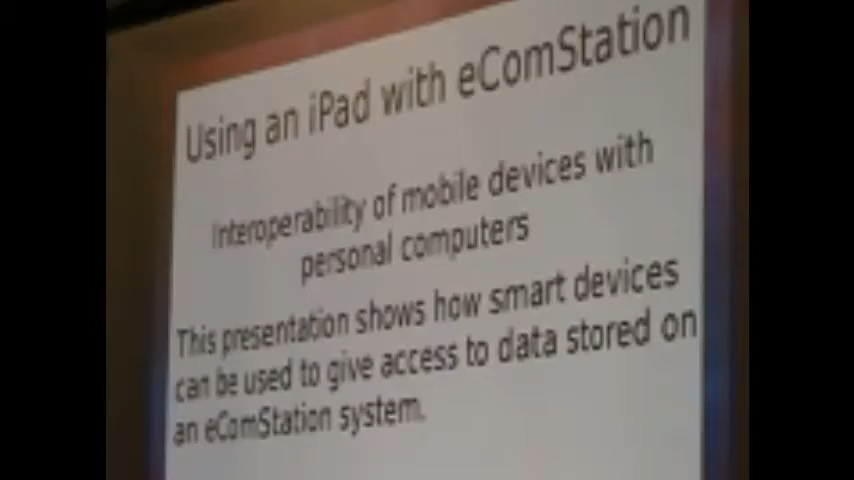 Using an iPad with eComStation
Interoperability of mobile devices with
personal computers
This presentation shows how smart devices
can be used to give access to data stored on
an eComStation system.